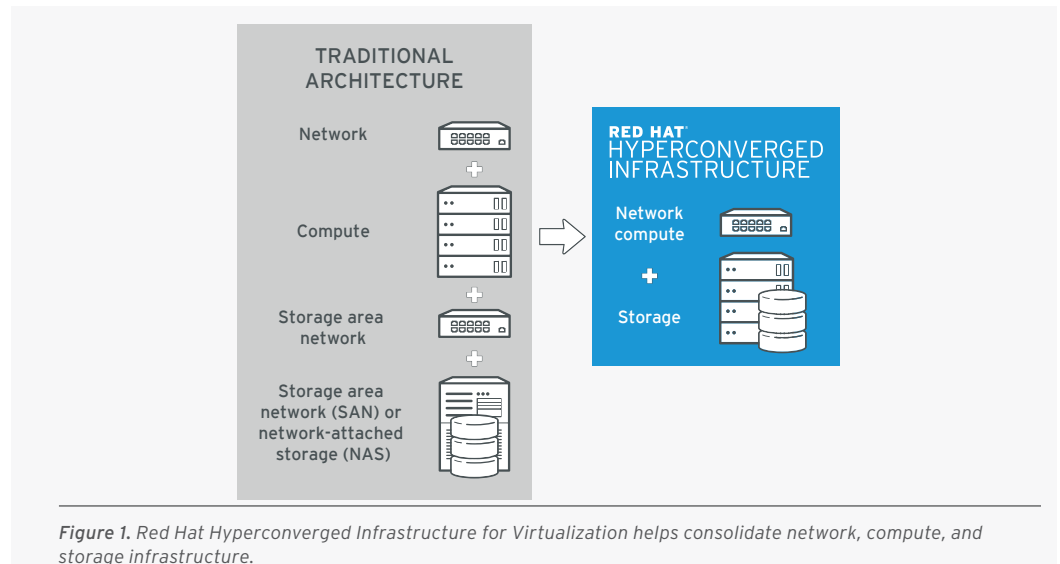 TRADITIONAL
ARCHITECTURE
Network
+
Compute
+
Storage area
network
+
Storage area
network (SAN) or
network-attached
storage (NAS)
RED HAT®
HYPERCONVERGED
INFRASTRUCTURE
Network
compute
+
Storage
Figure 1. Red Hat Hyperconverged Infrastructure for Virtualization helps consolidate network, compute, and
storage infrastructure.